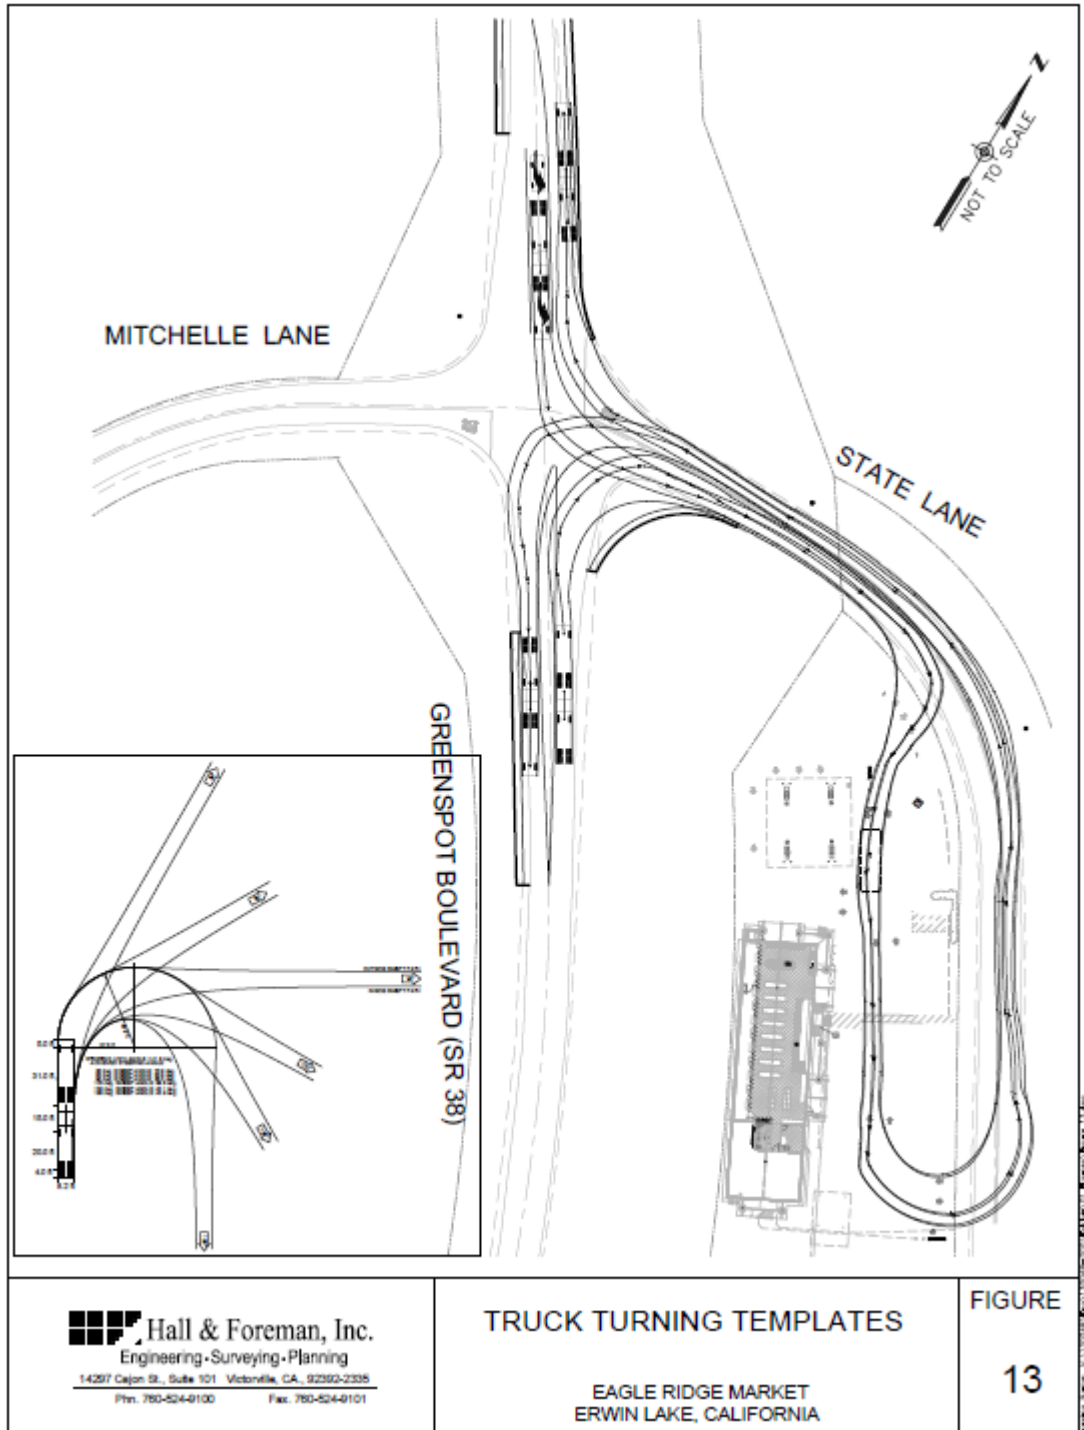 Z
NOT TO SCALE
MITCHELLE LANE
STATE LANE
GREENSPOT BOULEVARD (SR 38)
Hall & Foreman, Inc.
Engineering • Surveying • Planning
14297 Cajon St., Suite 101 Victorville, CA., 92392-2335
Phn. 760-524-9100 Fax. 760-524-9101
TRUCK TURNING TEMPLATES
EAGLE RIDGE MARKET
ERWIN LAKE, CALIFORNIA
FIGURE
13